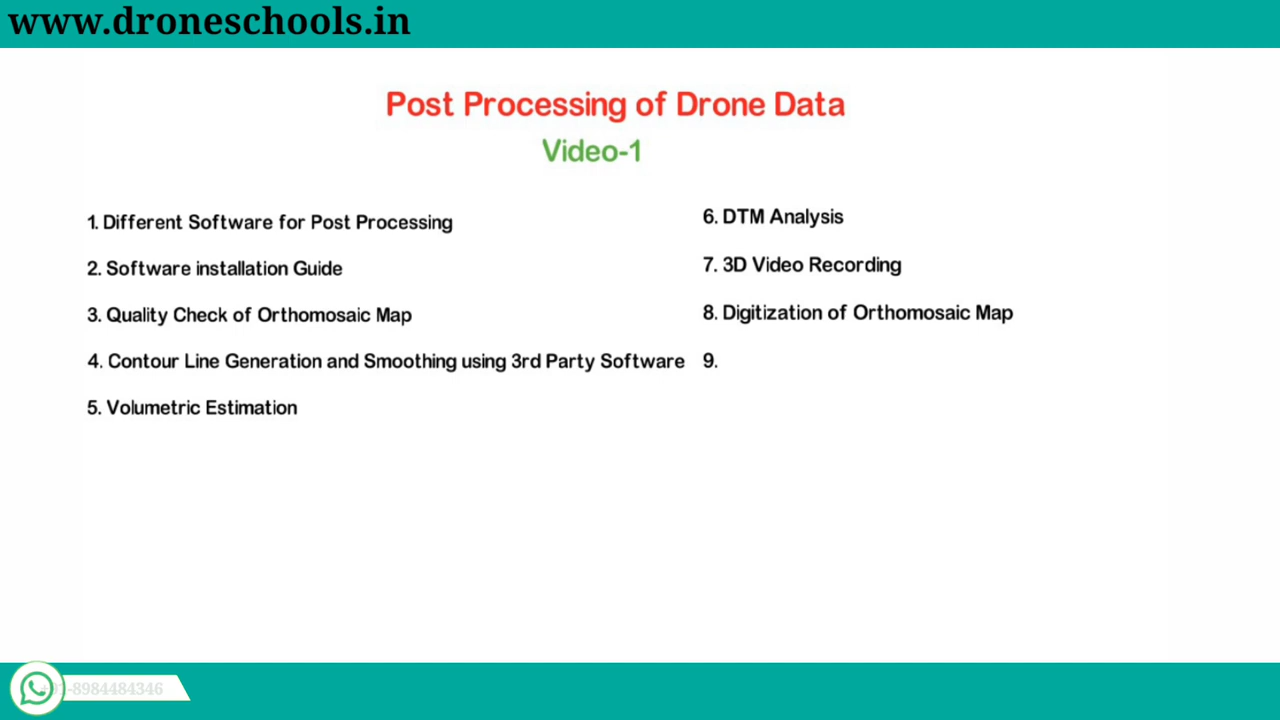 www.droneschools.in
Post Processing of Drone Data
Video-1
1. Different Software for Post Processing
2. Software installation Guide
3. Quality Check of Orthomosaic Map
4. Contour Line Generation and Smoothing using 3rd Party Software
5. Volumetric Estimation
6. DTM Analysis
7. 3D Video Recording
8. Digitization of Orthomosaic Map
9.
+91-8984484346